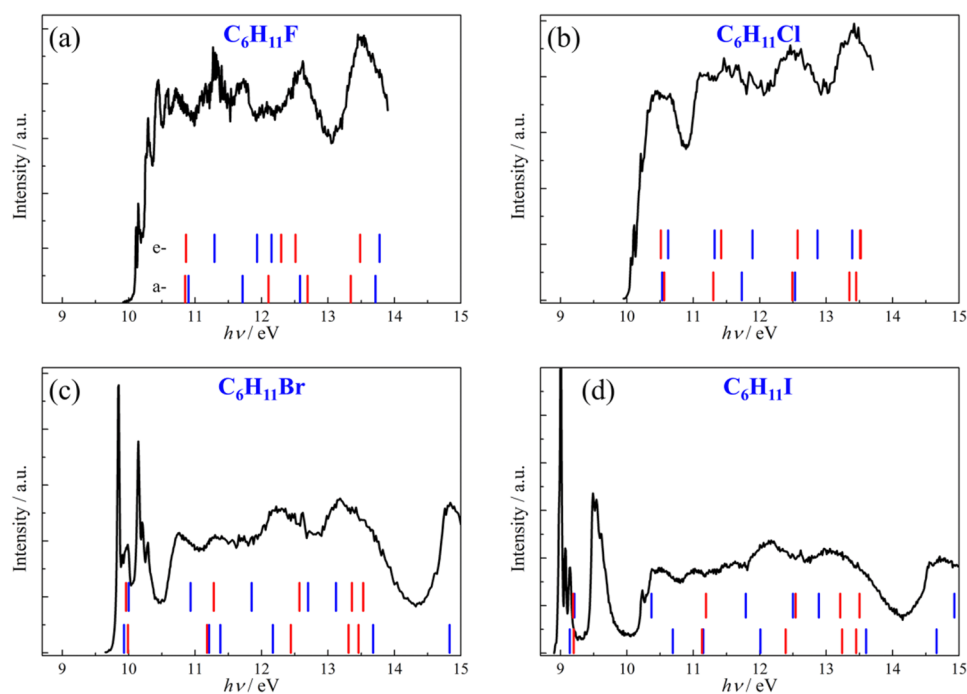 (a)
C6H11F
Intensity / a.u.
e-
a-
9 10 11 12 13 14 15
hν / eV
(b)
C6H11Cl
Intensity / a.u.
9 10 11 12 13 14 15
hν / eV
(c)
C6H11Br
Intensity / a.u.
9 10 11 12 13 14 15
hν / eV
(d)
C6H11I
Intensity / a.u.
9 10 11 12 13 14 15
hν / eV